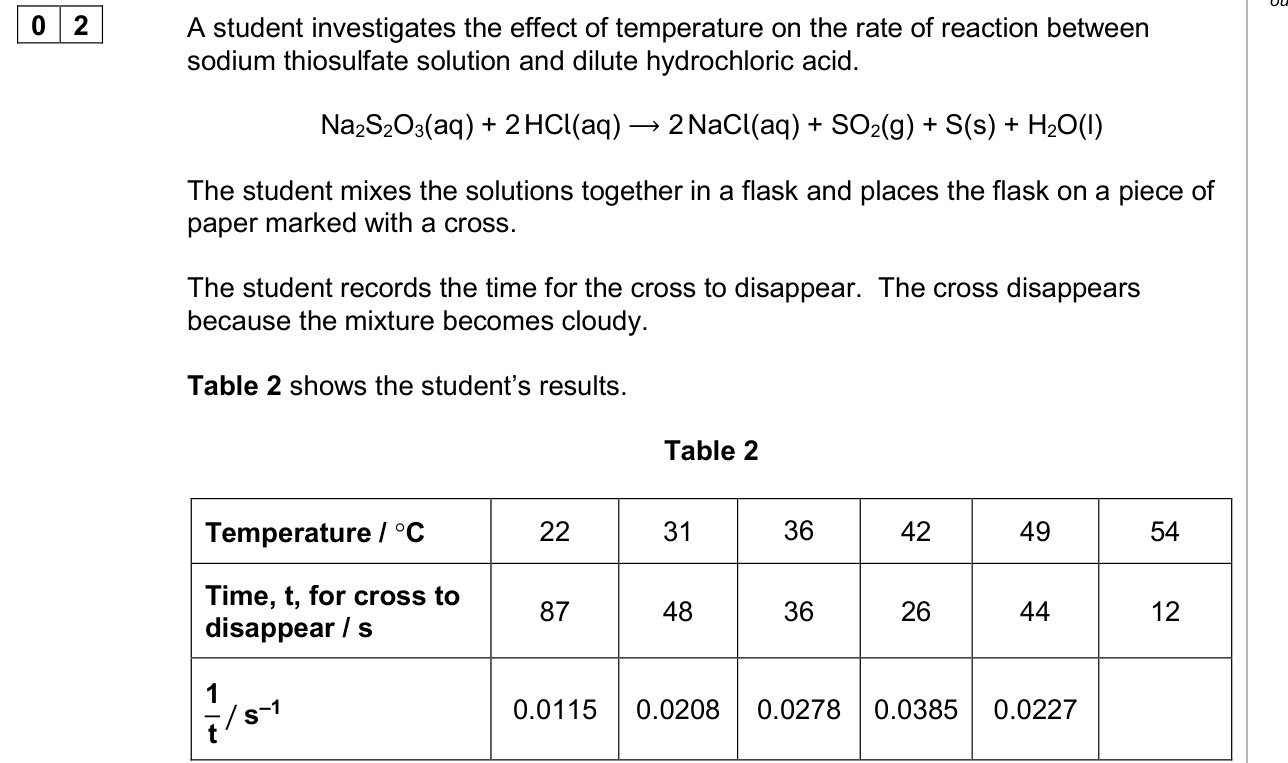 0 2
A student investigates the effect of temperature on the rate of reaction between
sodium thiosulfate solution and dilute hydrochloric acid.
Na₂S₂O₃(aq) + 2 HCl(aq) ⟶ 2 NaCl(aq) + SO₂(g) + S(s) + H₂O(l)
The student mixes the solutions together in a flask and places the flask on a piece of
paper marked with a cross.
The student records the time for the cross to disappear. The cross disappears
because the mixture becomes cloudy.
Table 2 shows the student's results.
Table 2
Temperature / °C 22 31 36 42 49 54
Time, t, for cross to
disappear / s 87 48 36 26 44 12
1/t / s⁻¹ 0.0115 0.0208 0.0278 0.0385 0.0227